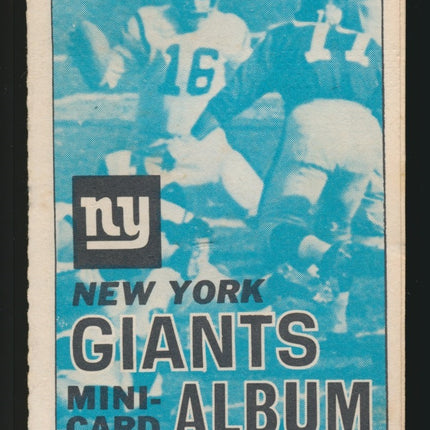 16
11
ny
NEW YORK
GIANTS
MINI-
CARD ALBUM